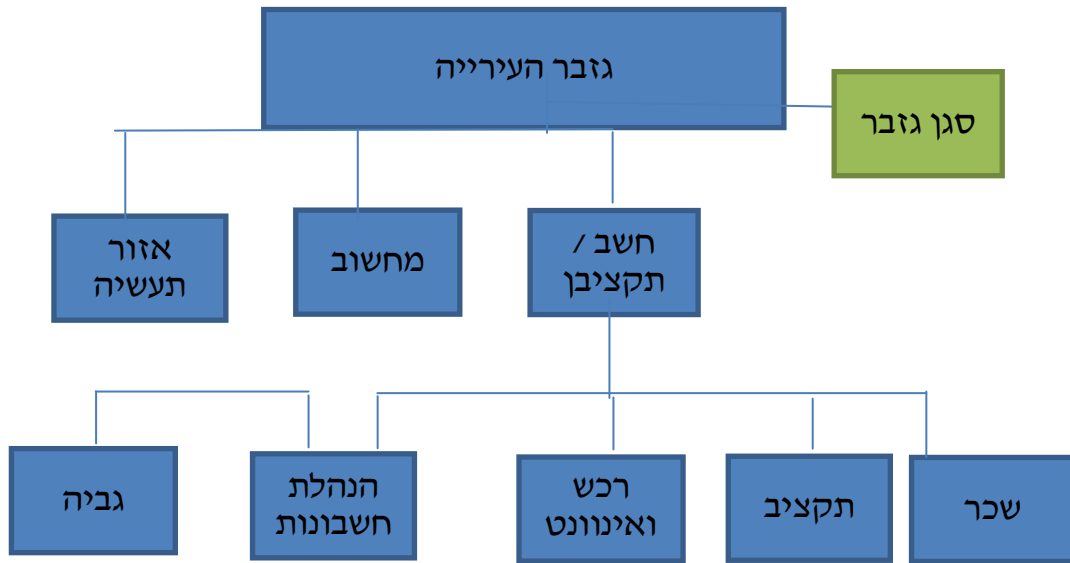 גזבר העירייה
סגן גזבר
חשב /
תקציבן
מחשוב
אזור
תעשיה
שכר
תקציב
רכש
ואינוונט
הנהלת
חשבונות
גביה